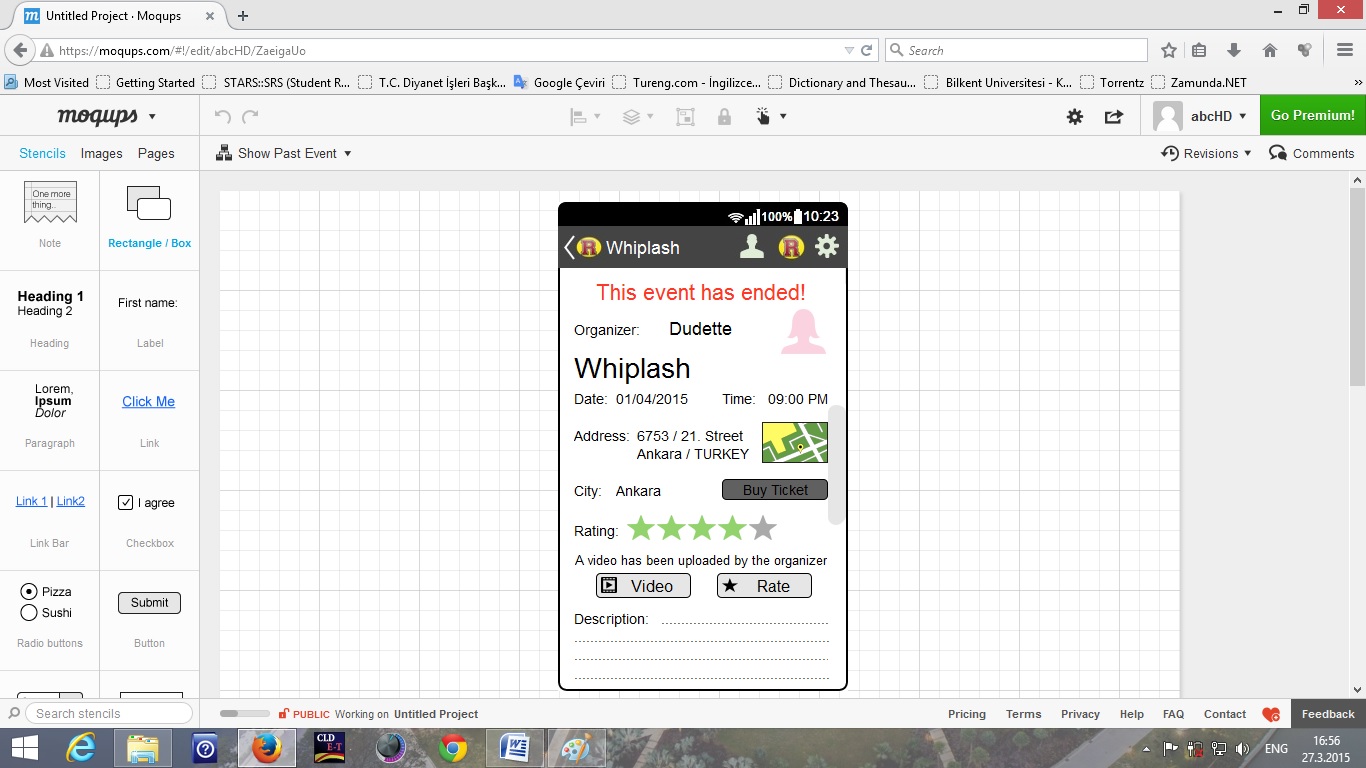 Untitled Project · Moqups
https://moqups.com/#!/edit/abcHD/ZaeigaUo
Search
Most Visited Getting Started STARS::SRS (Student R... T.C. Diyanet İşleri Başk... Google Çeviri Tureng.com - İngilizce... Dictionary and Thesau... Bilkent Universitesi - K... Torrentz Zamunda.NET »
moqups abcHD Go Premium!
Stencils Images Pages Show Past Event Revisions Comments
One more
thing..
Note Rectangle / Box
Heading 1
Heading 2
First name:
Heading Label
Lorem,
Ipsum
Dolor
Click Me
Paragraph Link
Link 1 | Link2 I agree
Link Bar Checkbox
Pizza
Sushi
Submit
Radio buttons Button
100% 10:23
R Whiplash R
This event has ended!
Organizer: Dudette
Whiplash
Date: 01/04/2015 Time: 09:00 PM
Address: 6753 / 21. Street
Ankara / TURKEY
City: Ankara Buy Ticket
Rating:
A video has been uploaded by the organizer
Video Rate
Description:
Search stencils PUBLIC Working on Untitled Project Pricing Terms Privacy Help FAQ Contact Feedback
CLD
E-T
ENG
16:56
27.3.2015